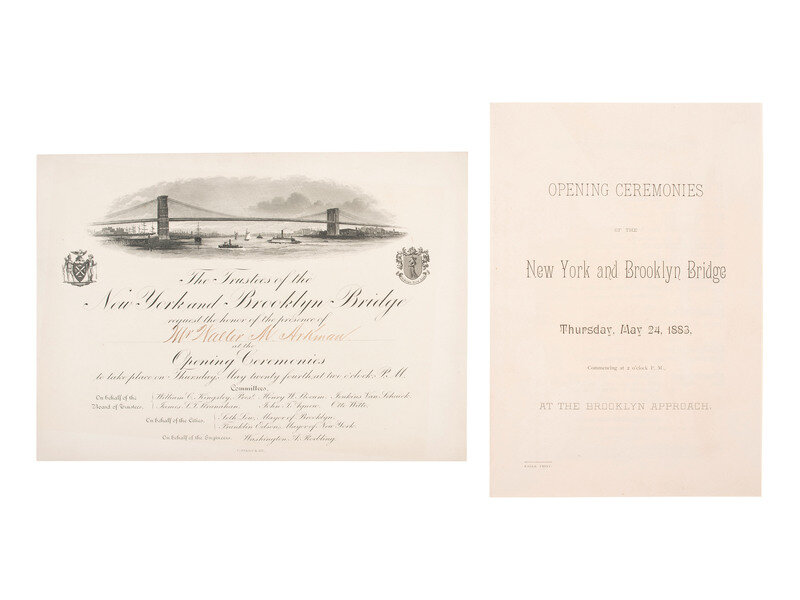 The Trustees of the
New York and Brooklyn Bridge
request the honor of the presence of
Mr Walter M. Aikman
at the
Opening Ceremonies
to take place on Thursday, May twenty fourth, at two o'clock P. M.
Committees.
On behalf of the Board of Trustees,
William C. Kingsley, Prest. Henry W. Slocum. Jenkins Van Schaick.
James S. T. Stranahan. John T. Agnew. Otto Witte.
On behalf of the Cities.
Seth Low, Mayor of Brooklyn.
Franklin Edson, Mayor of New York.
On behalf of the Engineers. Washington A. Roebling.
TIFFANY & CO.
OPENING CEREMONIES
OF THE
New York and Brooklyn Bridge
Thursday, May 24, 1883.
Commencing at 2 o'clock P. M.,
AT THE BROOKLYN APPROACH.
EAGLE PRINT.